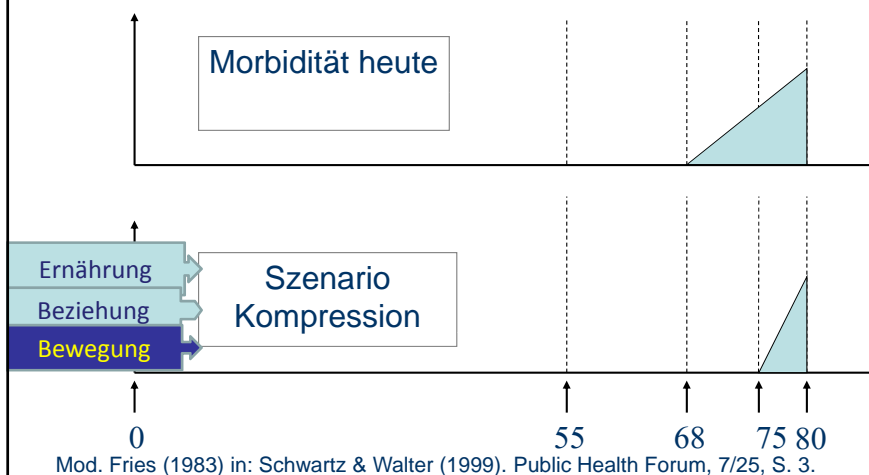 Morbidität heute
Ernährung
Beziehung
Bewegung
Szenario
Kompression
0
55
68
75
80
Mod. Fries (1983) in: Schwartz & Walter (1999). Public Health Forum, 7/25, S. 3.